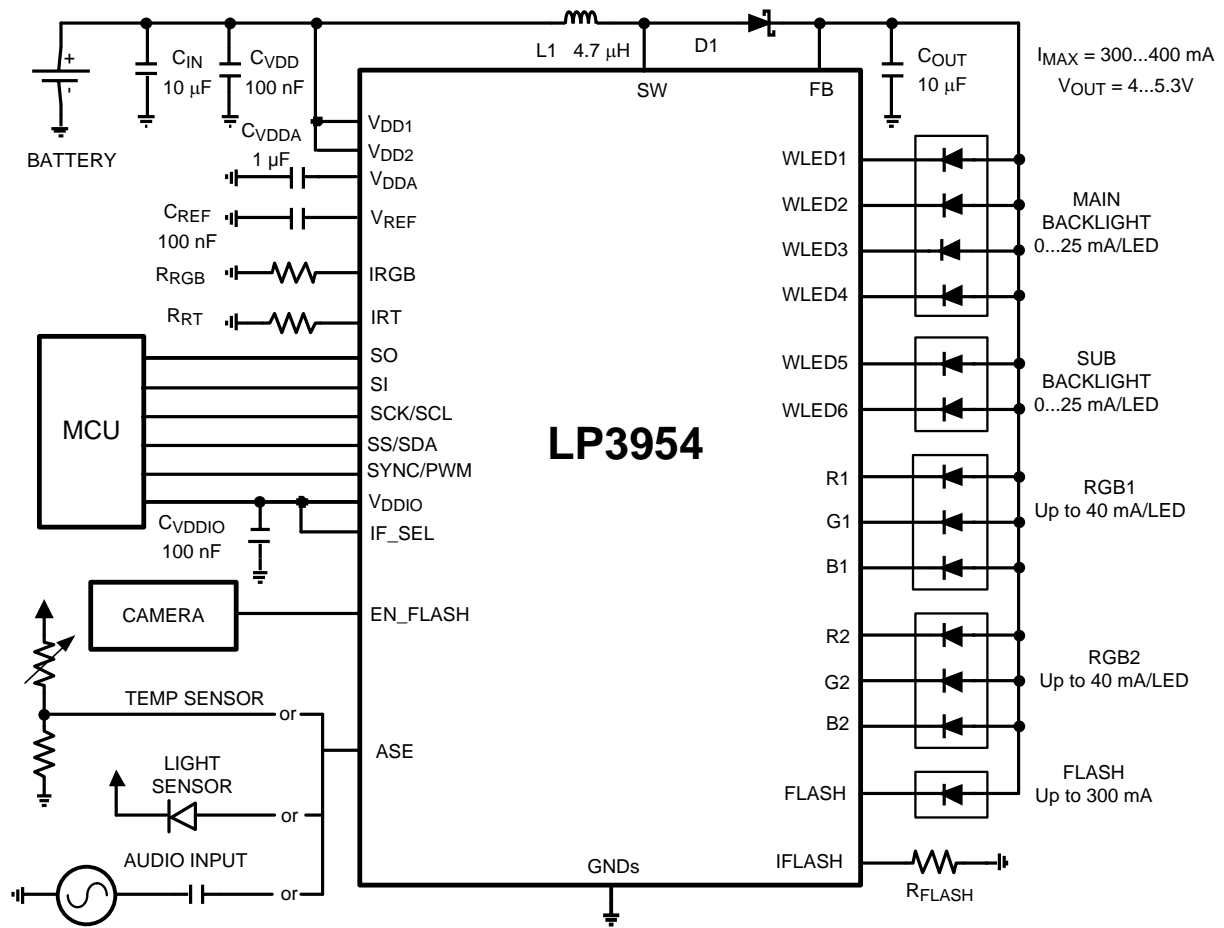 L1 4.7 μH
D1
+
-
BATTERY
CIN
10 μF
CVDD
100 nF
SW
FB
COUT
10 μF
IMAX = 300...400 mA
VOUT = 4...5.3V
CVDDA
1 μF
VDD1
VDD2
VDDA
CREF
100 nF
VREF
RRGB
IRGB
RRT
IRT
MCU
SO
SI
SCK/SCL
SS/SDA
SYNC/PWM
VDDIO
IF_SEL
CVDDIO
100 nF
CAMERA
EN_FLASH
TEMP SENSOR
or
ASE
LIGHT
SENSOR
or
AUDIO INPUT
or
LP3954
GNDs
WLED1
WLED2
WLED3
WLED4
MAIN
BACKLIGHT
0...25 mA/LED
WLED5
WLED6
SUB
BACKLIGHT
0...25 mA/LED
R1
G1
B1
RGB1
Up to 40 mA/LED
R2
G2
B2
RGB2
Up to 40 mA/LED
FLASH
FLASH
Up to 300 mA
IFLASH
RFLASH